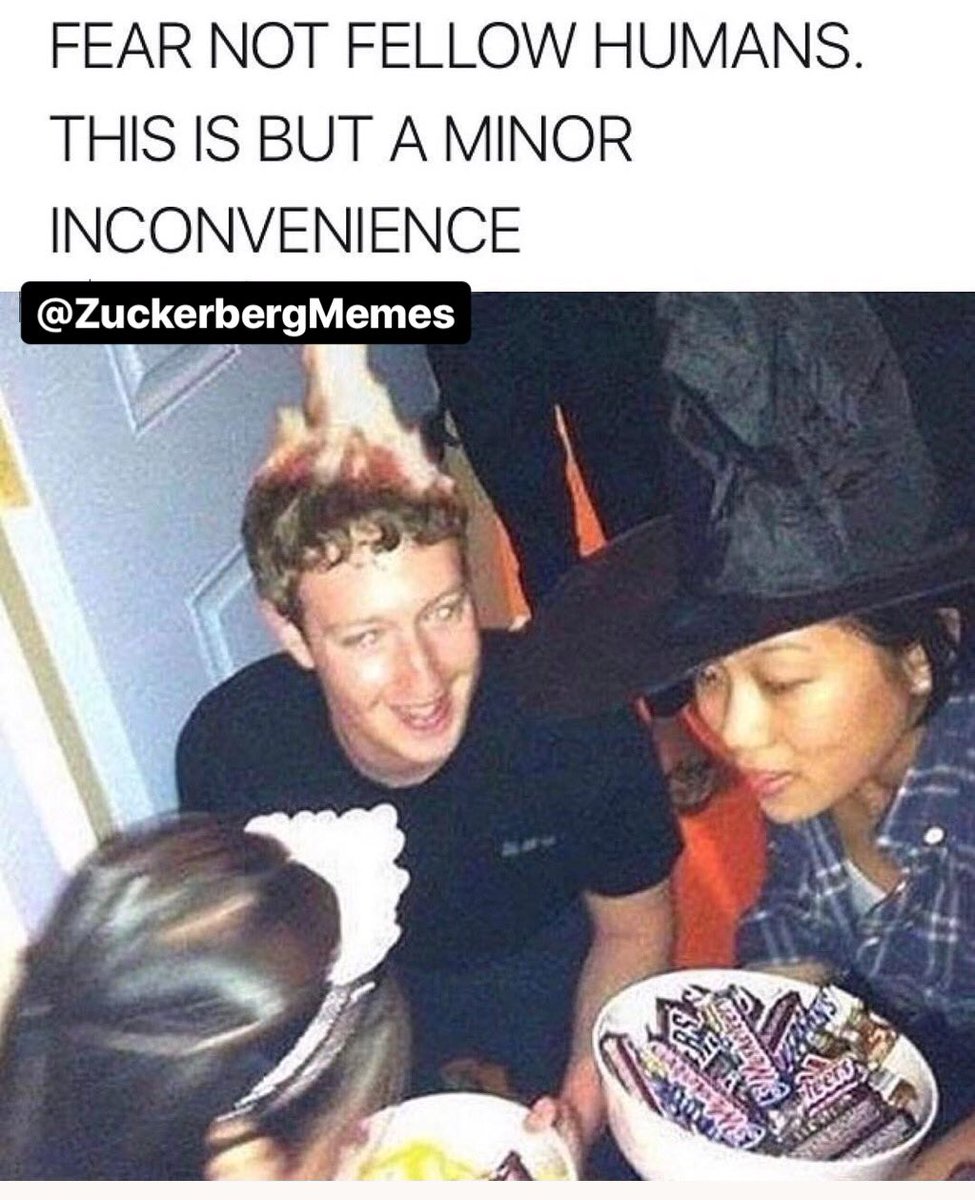 FEAR NOT FELLOW HUMANS.
THIS IS BUT A MINOR
INCONVENIENCE
@ZuckerbergMemes